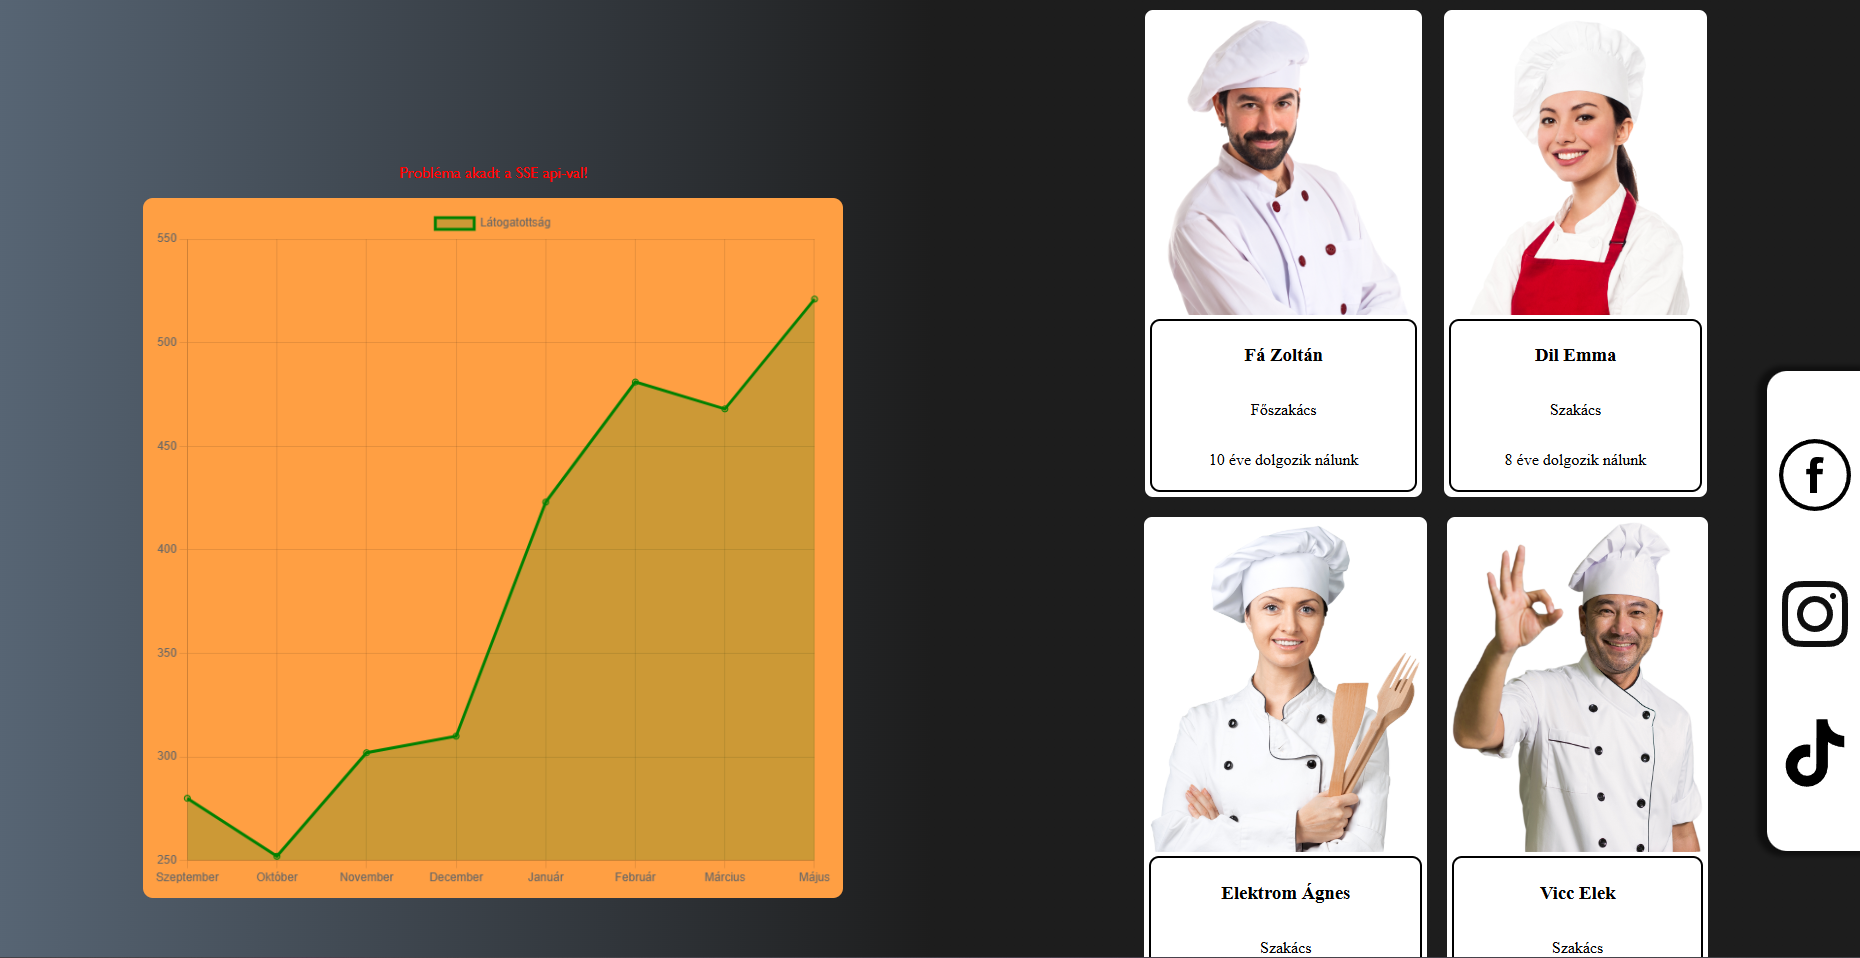 Probléma akadt a SSE api-val!
Látogatottság
550
500
450
400
350
300
250
Szeptember
Október
November
December
Január
Február
Március
Május
Fá Zoltán
Főszakács
10 éve dolgozik nálunk
Dil Emma
Szakács
8 éve dolgozik nálunk
Elektrom Ágnes
Szakács
Vicc Elek
Szakács